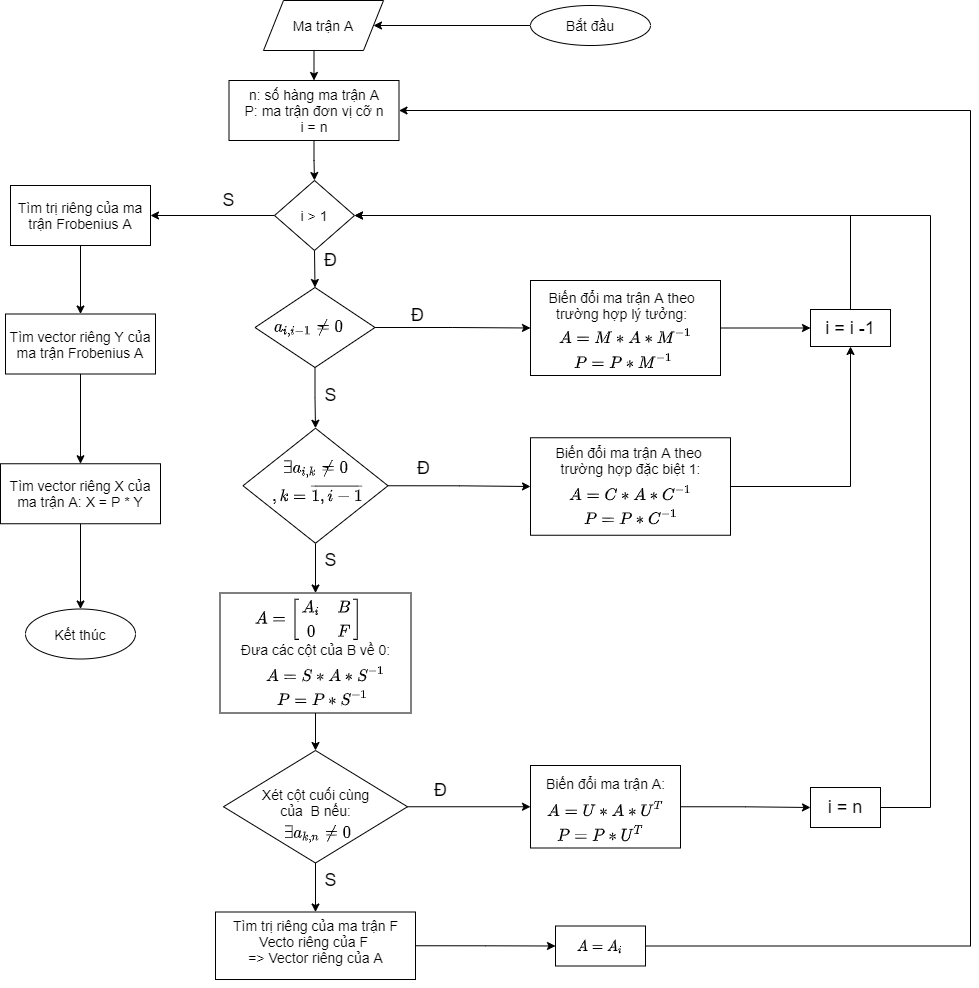 Ma trận A
Bắt đầu
n: số hàng ma trận A
P: ma trận đơn vị cỡ n
i = n
S
i > 1
Tìm trị riêng của ma
trận Frobenius A
Đ
Biến đổi ma trận A theo
trường hợp lý tưởng:
A = M * A * M⁻¹
P = P * M⁻¹
Đ
a_{i,i−1} ≠ 0
i = i -1
Tìm vector riêng Y của
ma trận Frobenius A
S
Biến đổi ma trận A theo
trường hợp đặc biệt 1:
A = C * A * C⁻¹
P = P * C⁻¹
Đ
∃a_{i,k} ≠ 0
, k = \overline{1, i − 1}
Tìm vector riêng X của
ma trận A: X = P * Y
S
A = [A_i B
0 F]
Đưa các cột của B về 0:
A = S * A * S⁻¹
P = P * S⁻¹
Kết thúc
Xét cột cuối cùng
của B nếu:
∃a_{k,n} ≠ 0
Đ
Biến đổi ma trận A:
A = U * A * U^T
P = P * U^T
i = n
S
Tìm trị riêng của ma trận F
Vecto riêng của F
=> Vector riêng của A
A = A_i